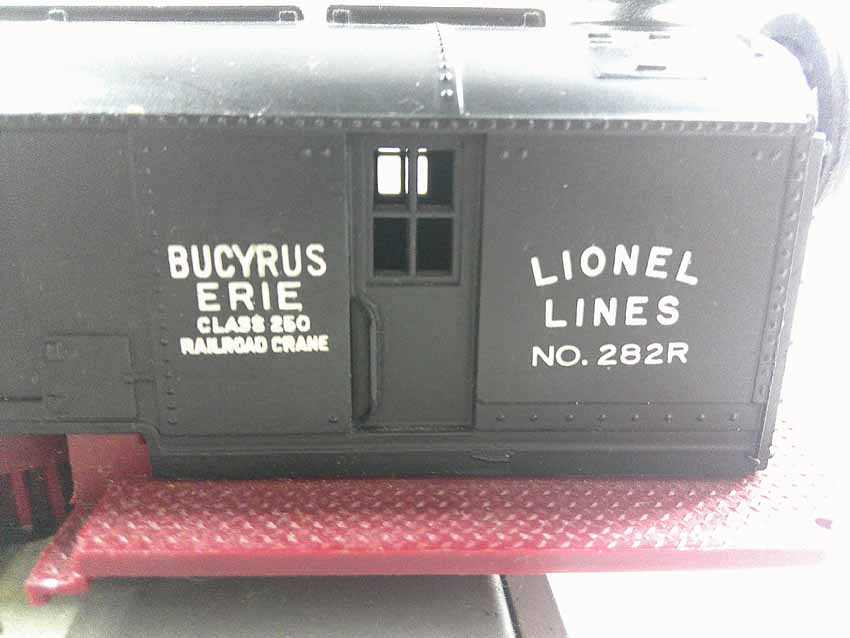 BUCYRUS
ERIE
CLASS 250
RAILROAD CRANE
LIONEL
LINES
NO. 282R